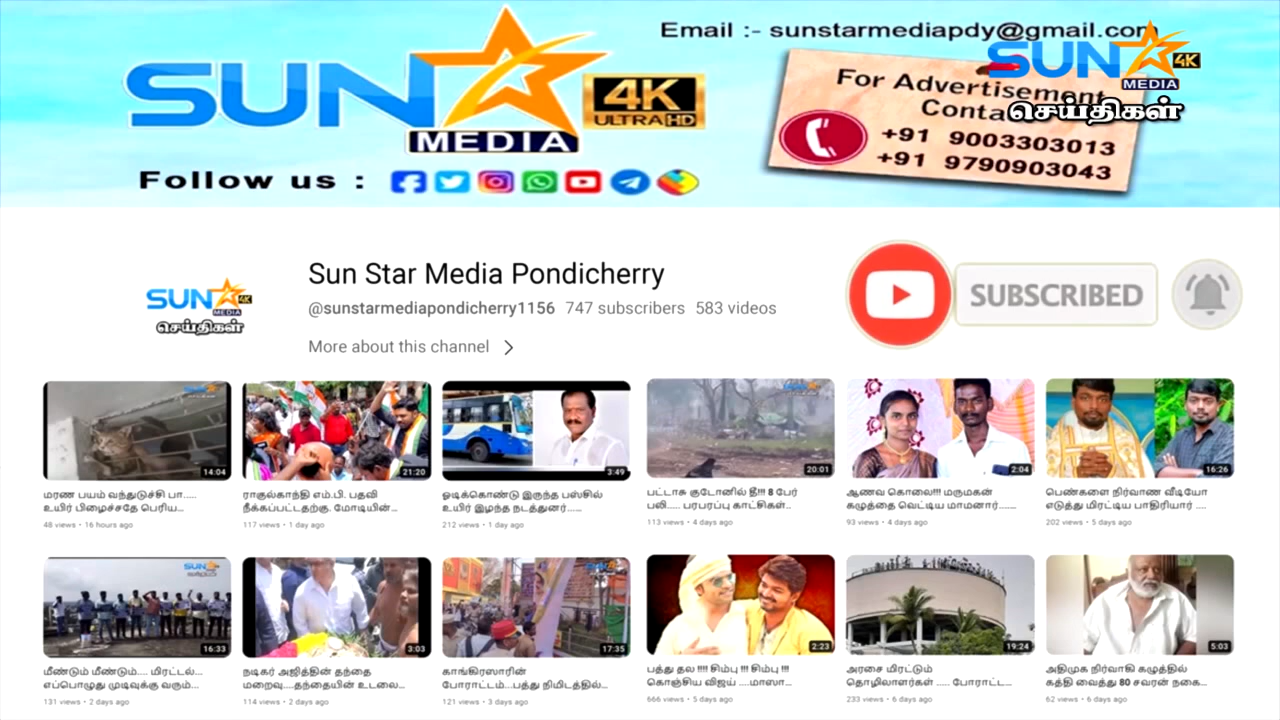 SUN MEDIA
4K
ULTRA HD
Email :- sunstarmediapdy@gmail.com
SUN MEDIA 4K
செய்திகள்
For Advertisement
+91 9003303013
+91 9790903043
Follow us :
Sun Star Media Pondicherry
@sunstarmediapondicherry1156 747 subscribers 583 videos
More about this channel
SUBSCRIBED
SUN MEDIA 4K
செய்திகள்
14:04
21:20
3:49
20:01
2:04
16:26
மரண பயம் வந்துடுச்சி பா.....
உயிர் பிழைச்சதே பெரிய...
48 views • 16 hours ago
ராகுல்காந்தி எம்.பி. பதவி
நீக்கப்பட்டதற்கு. மோடியின்...
117 views • 1 day ago
ஓடிக்கொண்டு இருந்த பஸ்சில்
உயிர் இழந்த நடத்துனர்......
212 views • 1 day ago
பட்டாசு குடோனில் தீ!!! 8 பேர்
பலி..... பரபரப்பு காட்சிகள்..
113 views • 4 days ago
ஆணவ கொலை!!! மருமகன்
கழுத்தை வெட்டிய மாமனார்......
93 views • 4 days ago
பெண்களை நிர்வாண வீடியோ
எடுத்து மிரட்டிய பாதிரியார் ....
202 views • 5 days ago
16:33
3:03
17:35
2:23
19:24
5:03
மீண்டும் மீண்டும்.... மிரட்டல்...
எப்பொழுது முடிவுக்கு வரும்...
131 views • 2 days ago
நடிகர் அஜித்தின் தந்தை
மறைவு....தந்தையின் உடலை...
114 views • 2 days ago
காங்கிரஸாரின்
போராட்டம்...பத்து நிமிடத்தில்...
121 views • 3 days ago
பத்து தல !!!! சிம்பு !!! சிம்பு !!!
கொஞ்சிய விஜய் ....மாஸா...
666 views • 5 days ago
அரசை மிரட்டும்
தொழிலாளர்கள் ..... போராட்ட...
233 views • 6 days ago
அதிமுக நிர்வாகி கழுத்தில்
கத்தி வைத்து 80 சவரன் நகை...
62 views • 6 days ago